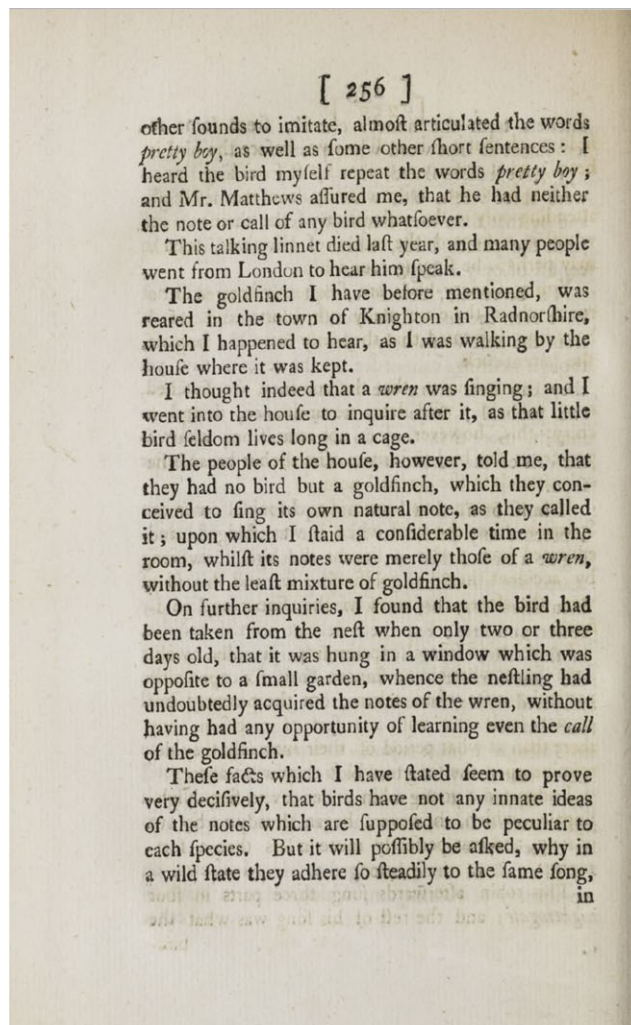 [ 256 ]
other ſounds to imitate, almoſt articulated the words
pretty boy, as well as ſome other ſhort ſentences : I
heard the bird myſelf repeat the words pretty boy ;
and Mr. Matthews aſſured me, that he had neither
the note or call of any bird whatſoever.
This talking linnet died laſt year, and many people
went from London to hear him ſpeak.
The goldfinch I have before mentioned, was
reared in the town of Knighton in Radnorſhire,
which I happened to hear, as I was walking by the
houſe where it was kept.
I thought indeed that a wren was ſinging; and I
went into the houſe to inquire after it, as that little
bird ſeldom lives long in a cage.
The people of the houſe, however, told me, that
they had no bird but a goldfinch, which they con-
ceived to ſing its own natural note, as they called
it; upon which I ſtaid a conſiderable time in the
room, whilſt its notes were merely thoſe of a wren,
without the leaſt mixture of goldfinch.
On further inquiries, I found that the bird had
been taken from the neſt when only two or three
days old, that it was hung in a window which was
oppoſite to a ſmall garden, whence the neſtling had
undoubtedly acquired the notes of the wren, without
having had any opportunity of learning even the call
of the goldfinch.
Theſe facts which I have ſtated ſeem to prove
very deciſively, that birds have not any innate ideas
of the notes which are ſuppoſed to be peculiar to
each ſpecies. But it will poſſibly be aſked, why in
a wild ſtate they adhere ſo ſteadily to the ſame ſong,
in